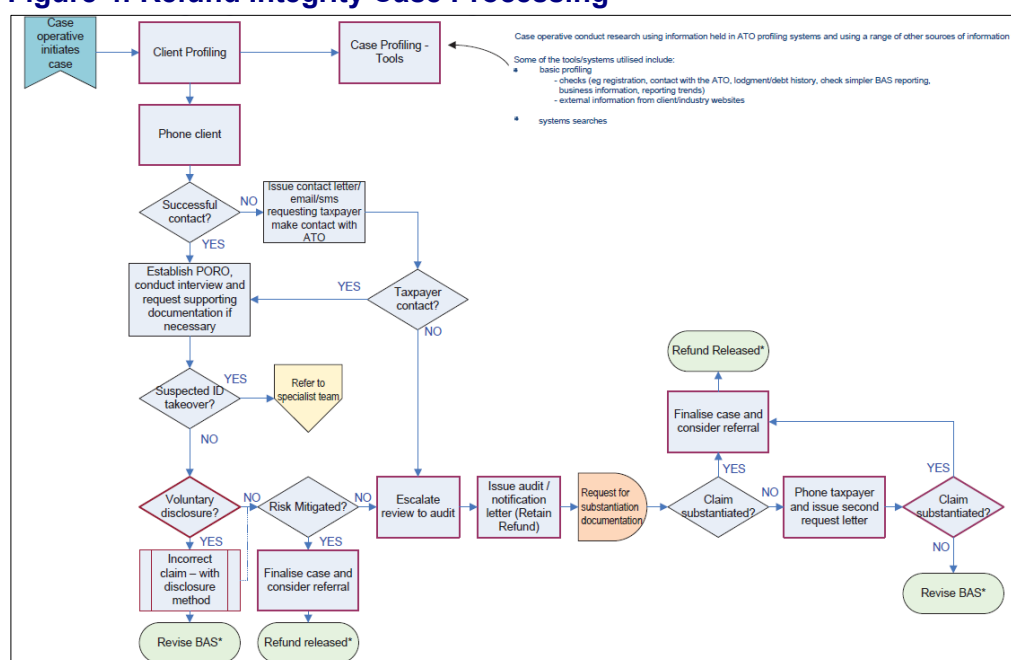 Figure 4: Refund Integrity Case Processing
Case
operative
initiates
case
Client Profiling
Case Profiling -
Tools
Case operative conduct research using information held in ATO profiling systems and using a range of other sources of information
Some of the tools/systems utilised include:
basic profiling
- checks (eg registration, contact with the ATO, lodgment/debt history, check simpler BAS reporting,
business information, reporting trends)
- external information from client/industry websites
systems searches
Phone client
Successful
contact?
NO
Issue contact letter/
email/sms
requesting taxpayer
make contact with
ATO
YES
Establish PORO,
conduct interview and
request supporting
documentation if
necessary
YES
Taxpayer
contact?
NO
Suspected ID
takeover?
YES
Refer to
specialist team
NO
Refund Released*
Finalise case and
consider referral
YES
YES
Voluntary
disclosure?
NO
Risk Mitigated?
NO
Escalate
review to audit
Issue audit /
notification
letter (Retain
Refund)
Request for
substantiation
documentation
Claim
substantiated?
NO
Phone taxpayer
and issue second
request letter
Claim
substantiated?
YES
YES
NO
Incorrect
claim – with
disclosure
method
Finalise case and
consider referral
Revise BAS*
Revise BAS*
Refund released*